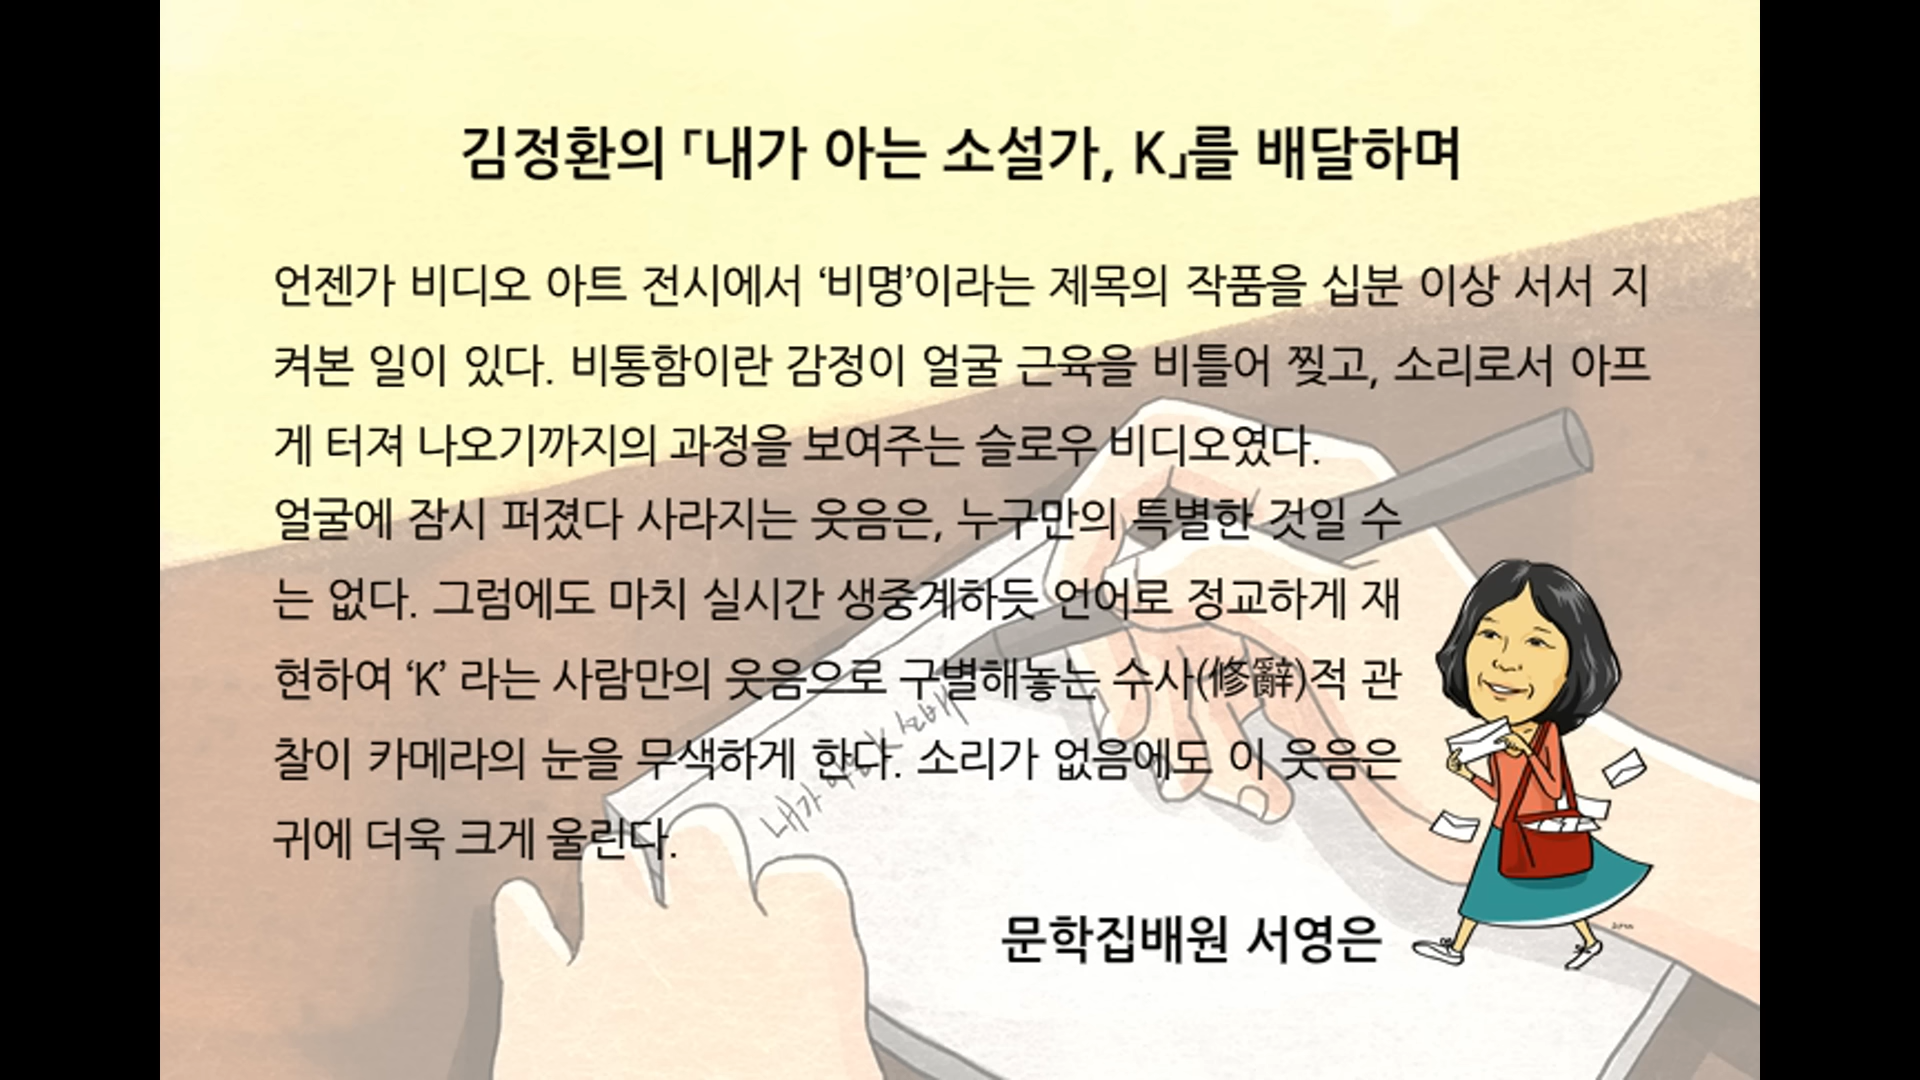 김정환의 「내가 아는 소설가, K」를 배달하며
언젠가 비디오 아트 전시에서 ‘비명’이라는 제목의 작품을 십분 이상 서서 지
켜본 일이 있다. 비통함이란 감정이 얼굴 근육을 비틀어 찢고, 소리로서 아프
게 터져 나오기까지의 과정을 보여주는 슬로우 비디오였다.
얼굴에 잠시 퍼졌다 사라지는 웃음은, 누구만의 특별한 것일 수
는 없다. 그럼에도 마치 실시간 생중계하듯 언어로 정교하게 재
현하여 ‘K’ 라는 사람만의 웃음으로 구별해놓는 수사(修辭)적 관
찰이 카메라의 눈을 무색하게 한다. 소리가 없음에도 이 웃음은
귀에 더욱 크게 울린다.
내가 아는 K 선배
문학집배원 서영은